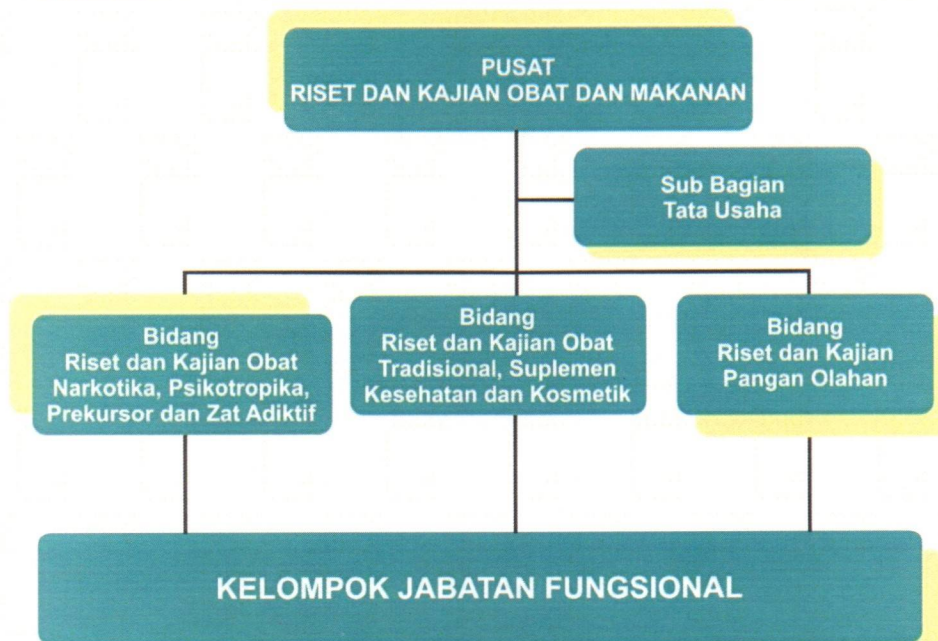 PUSAT
RISET DAN KAJIAN OBAT DAN MAKANAN
Sub Bagian
Tata Usaha
Bidang
Riset dan Kajian Obat
Narkotika, Psikotropika,
Prekursor dan Zat Adiktif
Bidang
Riset dan Kajian Obat
Tradisional, Suplemen
Kesehatan dan Kosmetik
Bidang
Riset dan Kajian
Pangan Olahan
KELOMPOK JABATAN FUNGSIONAL